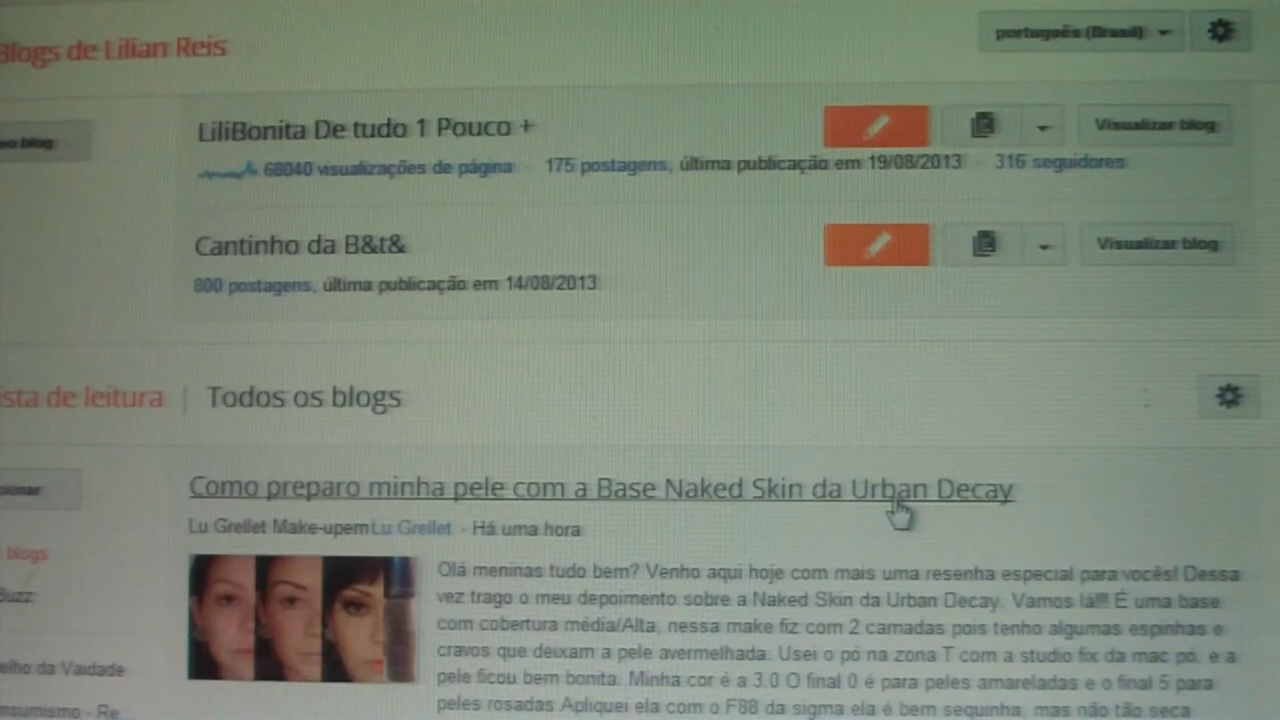 Blogs de Lilian Reis
português (Brasil)
LiliBonita De tudo 1 Pouco +
Visualizar blog
blog
68040 visualizações de página - 175 postagens, última publicação em 19/08/2013 - 316 seguidores
Cantinho da B&t&
Visualizar blog
800 postagens, última publicação em 14/08/2013
ista de leitura | Todos os blogs
ionar
Como preparo minha pele com a Base Naked Skin da Urban Decay
Lu Grellet Make-upemLu Grellet - Há uma hora
blogs
Buzz
elho da Vaidade
nsumismo - Re...
Olá meninas tudo bem? Venho aqui hoje com mais uma resenha especial para vocês! Dessa
vez trago o meu depoimento sobre a Naked Skin da Urban Decay. Vamos lá!!! É uma base
com cobertura média/Alta, nessa make fiz com 2 camadas pois tenho algumas espinhas e
cravos que deixam a pele avermelhada. Usei o pó na zona T com a studio fix da mac pó. e a
pele ficou bem bonita. Minha cor é a 3.0 O final 0 é para peles amareladas e o final 5 para
peles rosadas.Apliquei ela com o F88 da sigma ela é bem sequinha, mas não tão seca